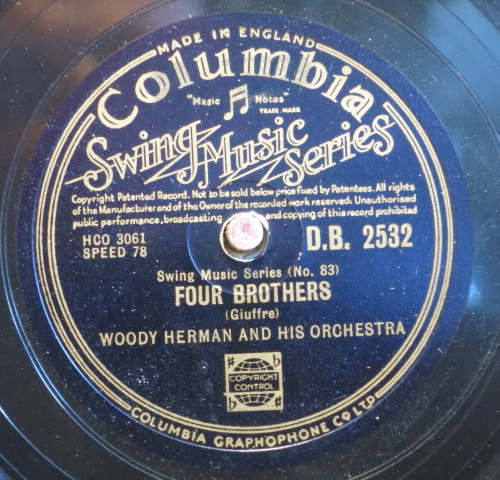 MADE IN ENGLAND
Columbia
"Magic Notes"
TRADE MARK
Swing Music Series
Copyright Patented Record. Not to be sold below price fixed by Patentees. All rights
of the Manufacturer and of the Owner of the recorded work reserved. Unauthorised
public performance, broadcasting and copying of this record prohibited
HCO 3061
SPEED 78
D.B. 2532
Swing Music Series (No. 83)
FOUR BROTHERS
(Giuffre)
WOODY HERMAN AND HIS ORCHESTRA
COPYRIGHT
CONTROL
COLUMBIA GRAPHOPHONE CO LTD